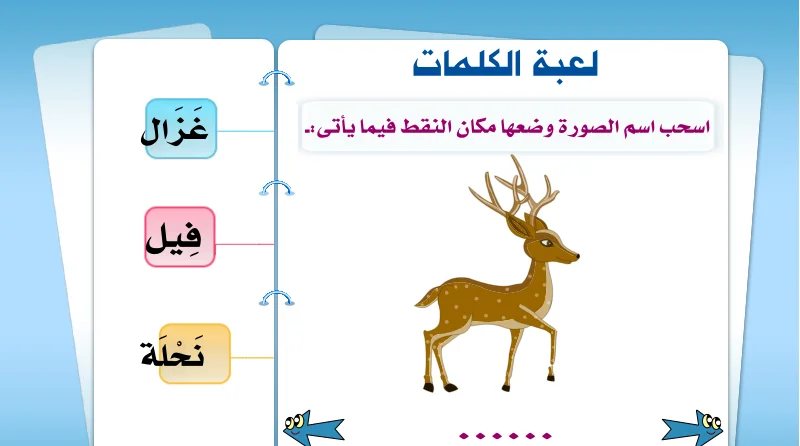 لعبة الكلمات
اسحب اسم الصورة وضعها مكان النقط فيما يأتى :ـ
غَزَال
فِيل
نَحْلَة
......